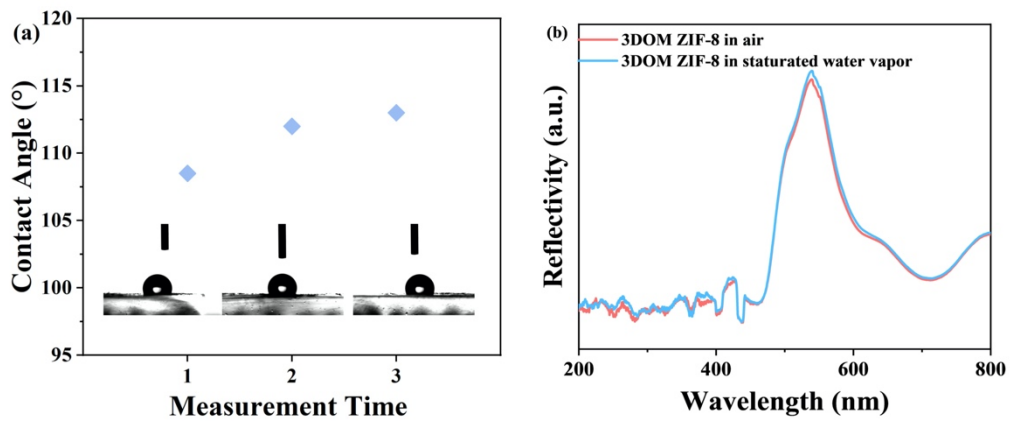 (a)
120
115
110
105
100
95
Contact Angle (°)
1 2 3
Measurement Time
(b)
3DOM ZIF-8 in air
3DOM ZIF-8 in staturated water vapor
Reflectivity (a.u.)
200 400 600 800
Wavelength (nm)